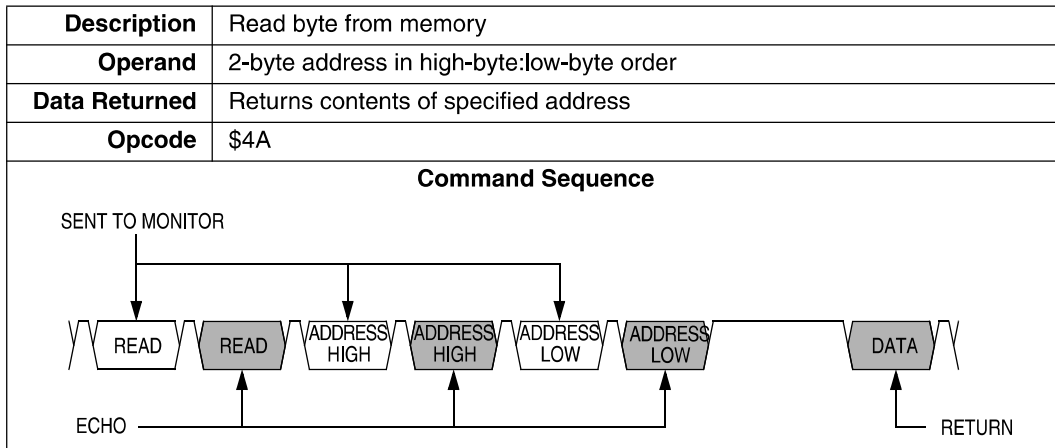 Description Read byte from memory
Operand 2-byte address in high-byte:low-byte order
Data Returned Returns contents of specified address
Opcode $4A
Command Sequence
SENT TO MONITOR
READ READ ADDRESS HIGH ADDRESS HIGH ADDRESS LOW ADDRESS LOW DATA
ECHO RETURN